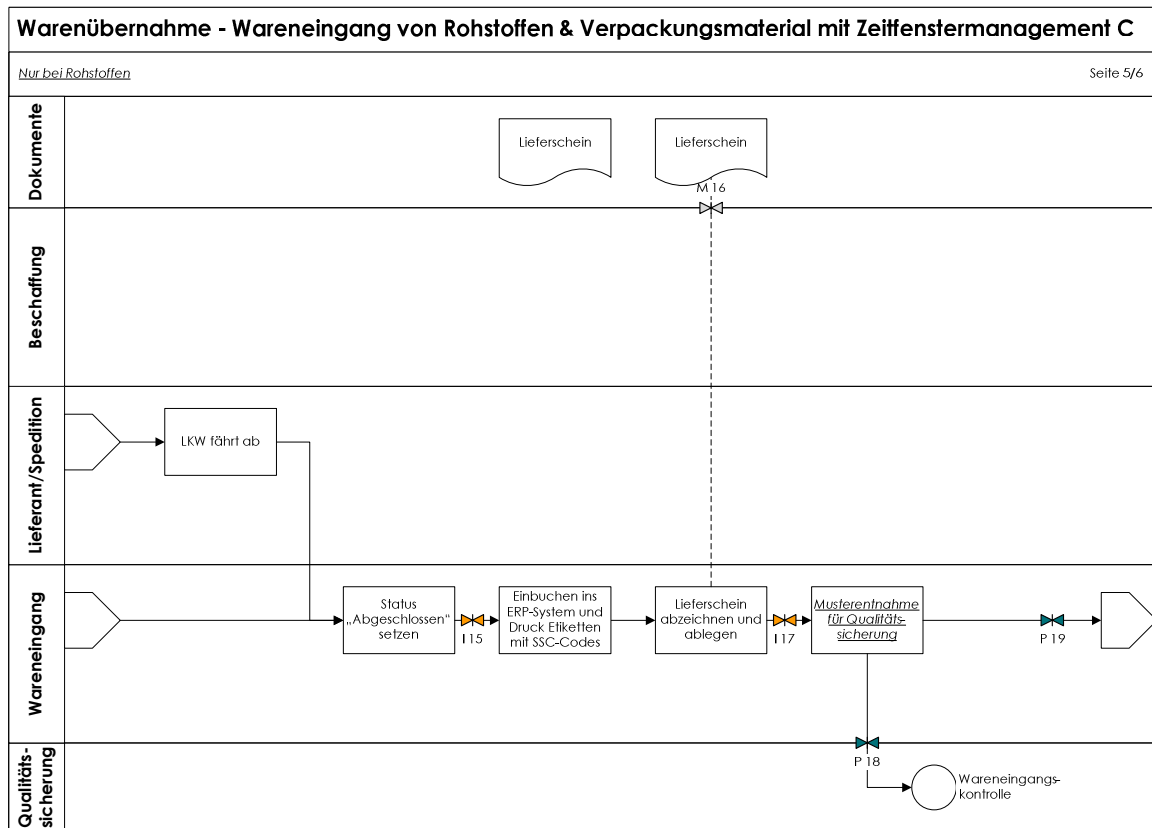 Warenübernahme - Wareneingang von Rohstoffen & Verpackungsmaterial mit Zeitfenstermanagement C
Nur bei Rohstoffen
Seite 5/6
Dokumente
Lieferschein
Lieferschein
M 16
Beschaffung
Lieferant/Spedition
LKW fährt ab
Wareneingang
Status
„Abgeschlossen“
setzen
I 15
Einbuchen ins
ERP-System und
Druck Etiketten
mit SSC-Codes
Lieferschein
abzeichnen und
ablegen
I 17
Musterentnahme
für Qualitäts-
sicherung
P 19
Qualitäts-
sicherung
P 18
Wareneingangs-
kontrolle